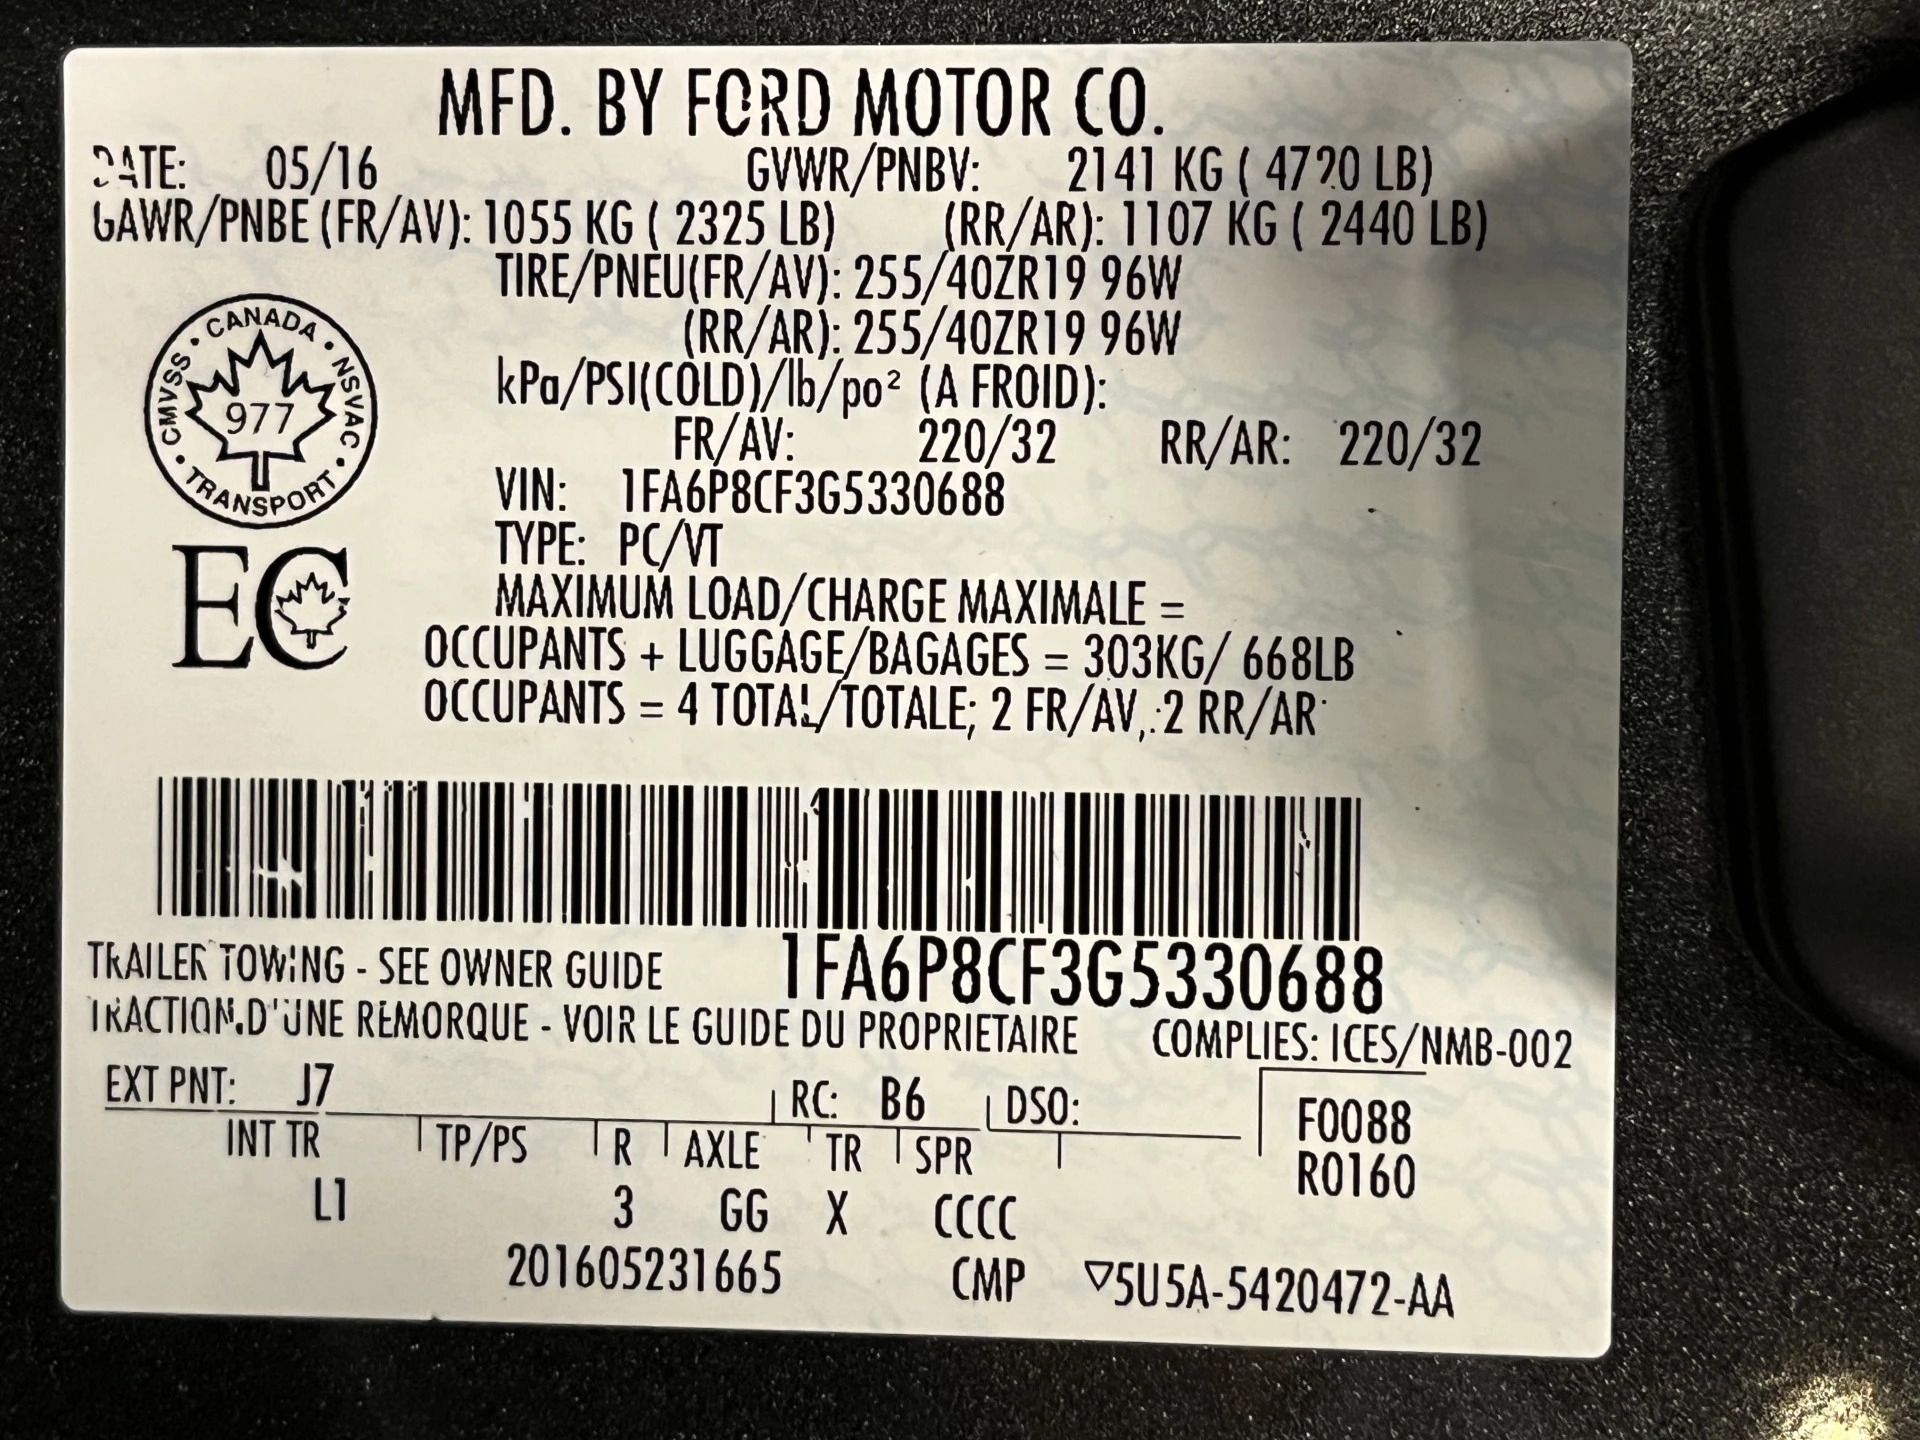 MFD. BY FORD MOTOR CO.
DATE: 05/16 GVWR/PNBV: 2141 KG ( 4720 LB)
GAWR/PNBE (FR/AV): 1055 KG ( 2325 LB) (RR/AR): 1107 KG ( 2440 LB)
TIRE/PNEU(FR/AV): 255/40ZR19 96W
(RR/AR): 255/40ZR19 96W
kPa/PSI(COLD)/lb/po² (A FROID):
FR/AV: 220/32 RR/AR: 220/32
VIN: 1FA6P8CF3G5330688
TYPE: PC/VT
MAXIMUM LOAD/CHARGE MAXIMALE =
OCCUPANTS + LUGGAGE/BAGAGES = 303KG/ 668LB
OCCUPANTS = 4 TOTAL/TOTALE; 2 FR/AV, 2 RR/AR
CMVSS • CANADA • NSVAC • TRANSPORT •
977
EC
1FA6P8CF3G5330688
TRAILER TOWING - SEE OWNER GUIDE
TRACTION D'UNE REMORQUE - VOIR LE GUIDE DU PROPRIETAIRE COMPLIES: ICES/NMB-002
EXT PNT: J7 RC: B6 DSO: F0088
INT TR TP/PS R AXLE TR SPR R0160
L1 3 GG X CCCC
201605231665 CMP ▽5U5A-5420472-AA